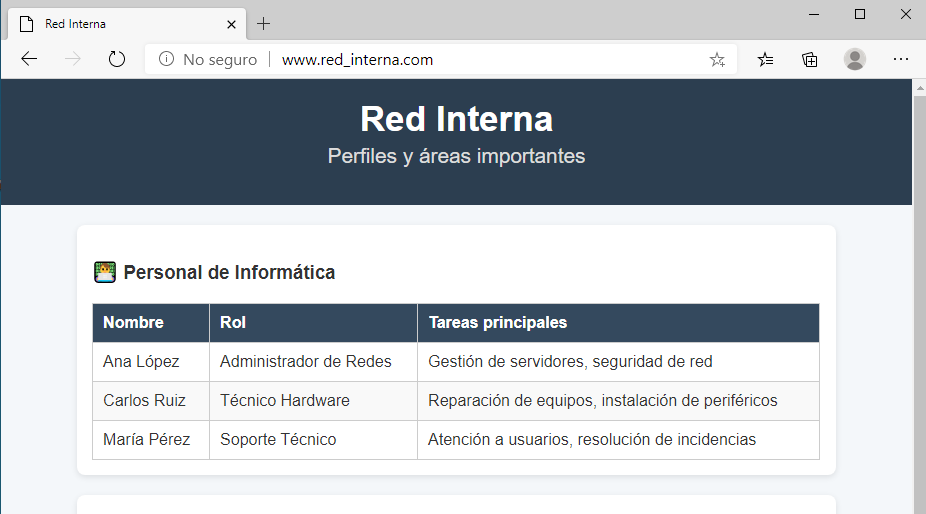 Red Interna
No seguro www.red_interna.com
Red Interna
Perfiles y áreas importantes
Personal de Informática
Nombre Rol Tareas principales
Ana López Administrador de Redes Gestión de servidores, seguridad de red
Carlos Ruiz Técnico Hardware Reparación de equipos, instalación de periféricos
María Pérez Soporte Técnico Atención a usuarios, resolución de incidencias